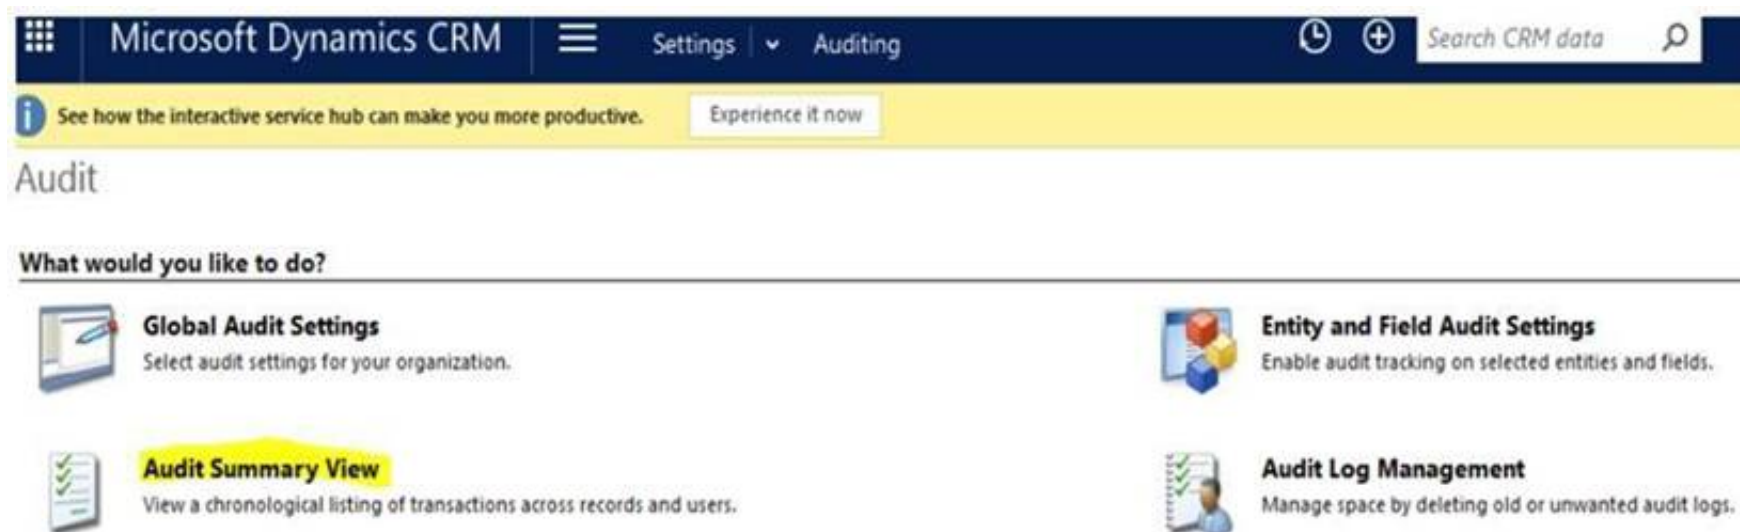 Microsoft Dynamics CRM Settings Auditing Search CRM data
See how the interactive service hub can make you more productive. Experience it now
Audit
What would you like to do?
Global Audit Settings
Select audit settings for your organization.
Entity and Field Audit Settings
Enable audit tracking on selected entities and fields.
Audit Summary View
View a chronological listing of transactions across records and users.
Audit Log Management
Manage space by deleting old or unwanted audit logs.